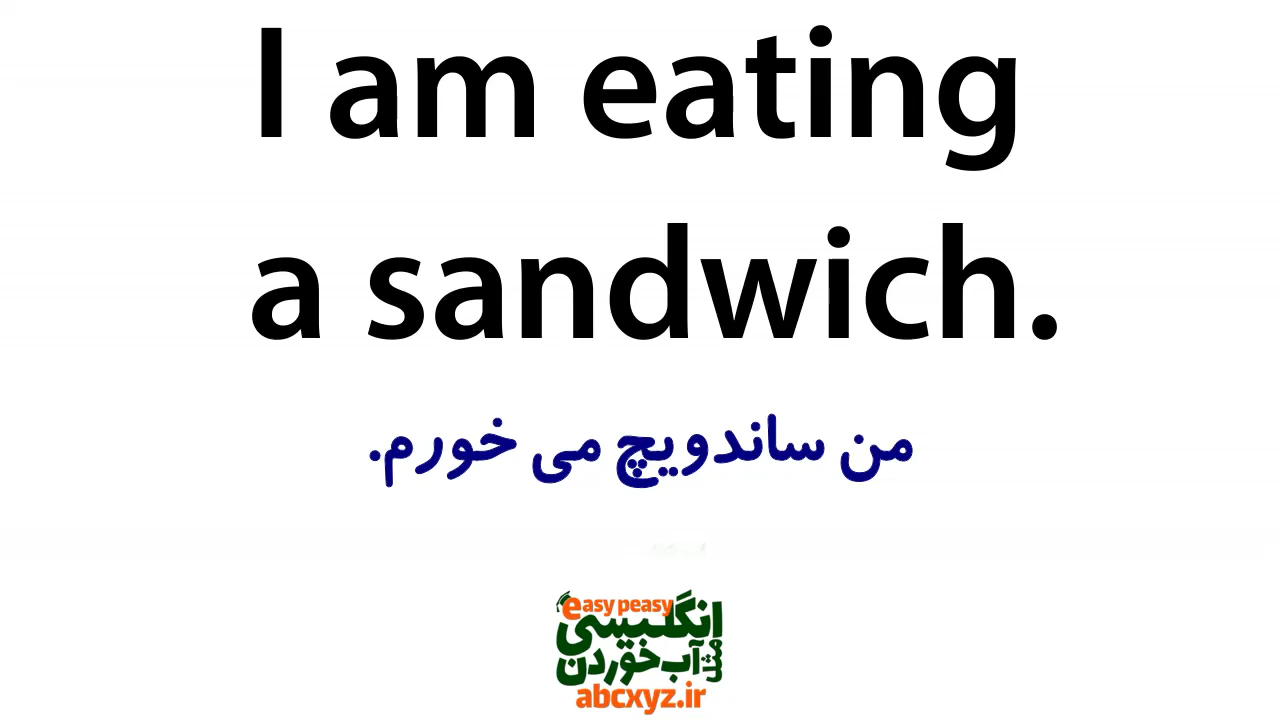 I am eating
a sandwich.
من ساندویچ می خورم.
easy peasy
انگلیسی
مثل آب خوردن
abcxyz.ir